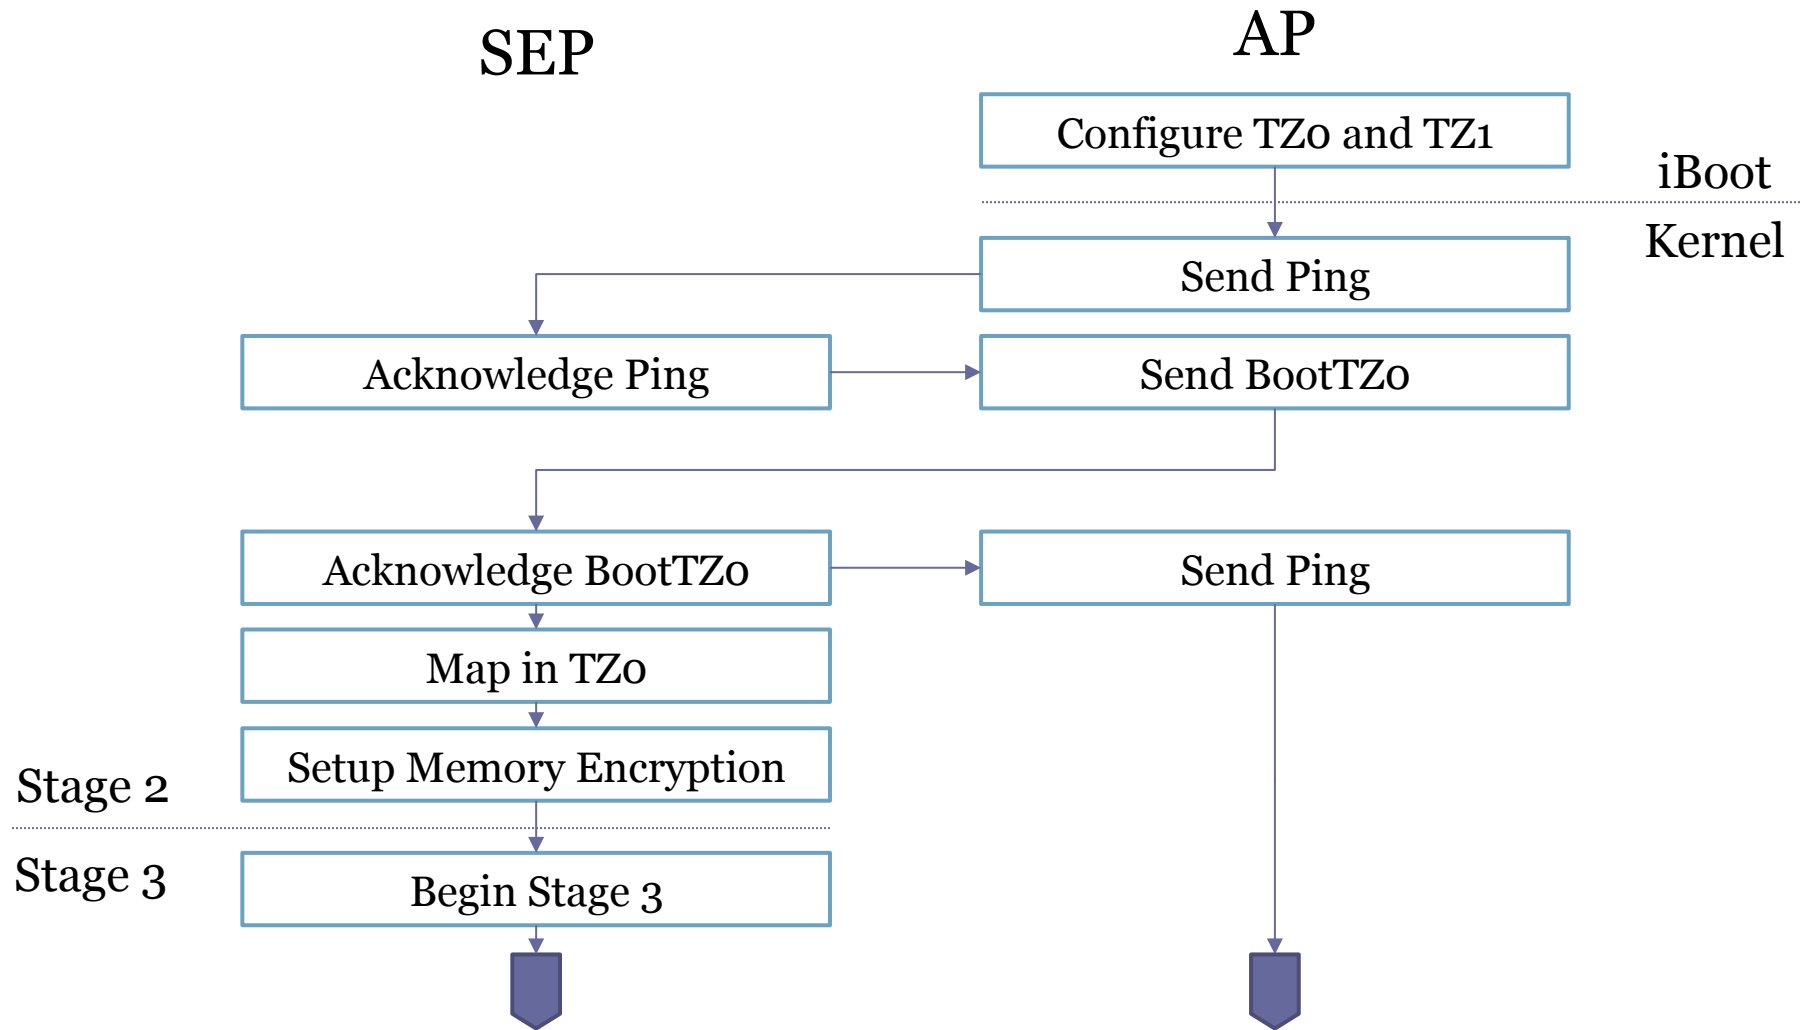 SEP
AP
Configure TZ0 and TZ1
iBoot
Kernel
Send Ping
Acknowledge Ping
Send BootTZ0
Acknowledge BootTZ0
Send Ping
Map in TZ0
Setup Memory Encryption
Stage 2
Stage 3
Begin Stage 3